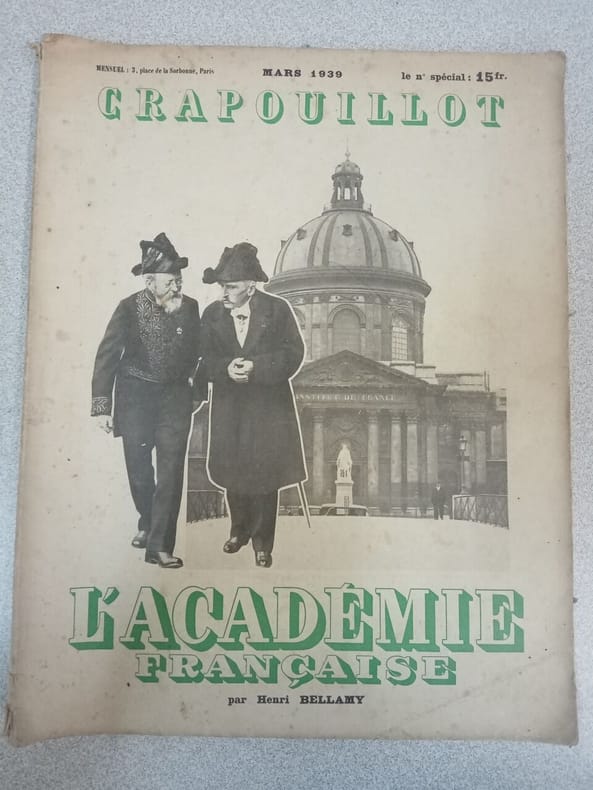 MENSUEL : 3, place de la Sorbonne, Paris
MARS 1939
le nº spécial : 15 fr.
CRAPOUILLOT
INSTITUT DE FRANCE
L'ACADÉMIE
FRANÇAISE
par Henri BELLAMY